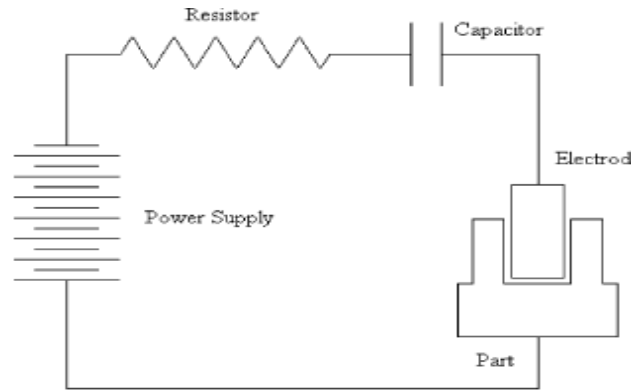 Resistor
Capacitor
Electrod
Power Supply
Part